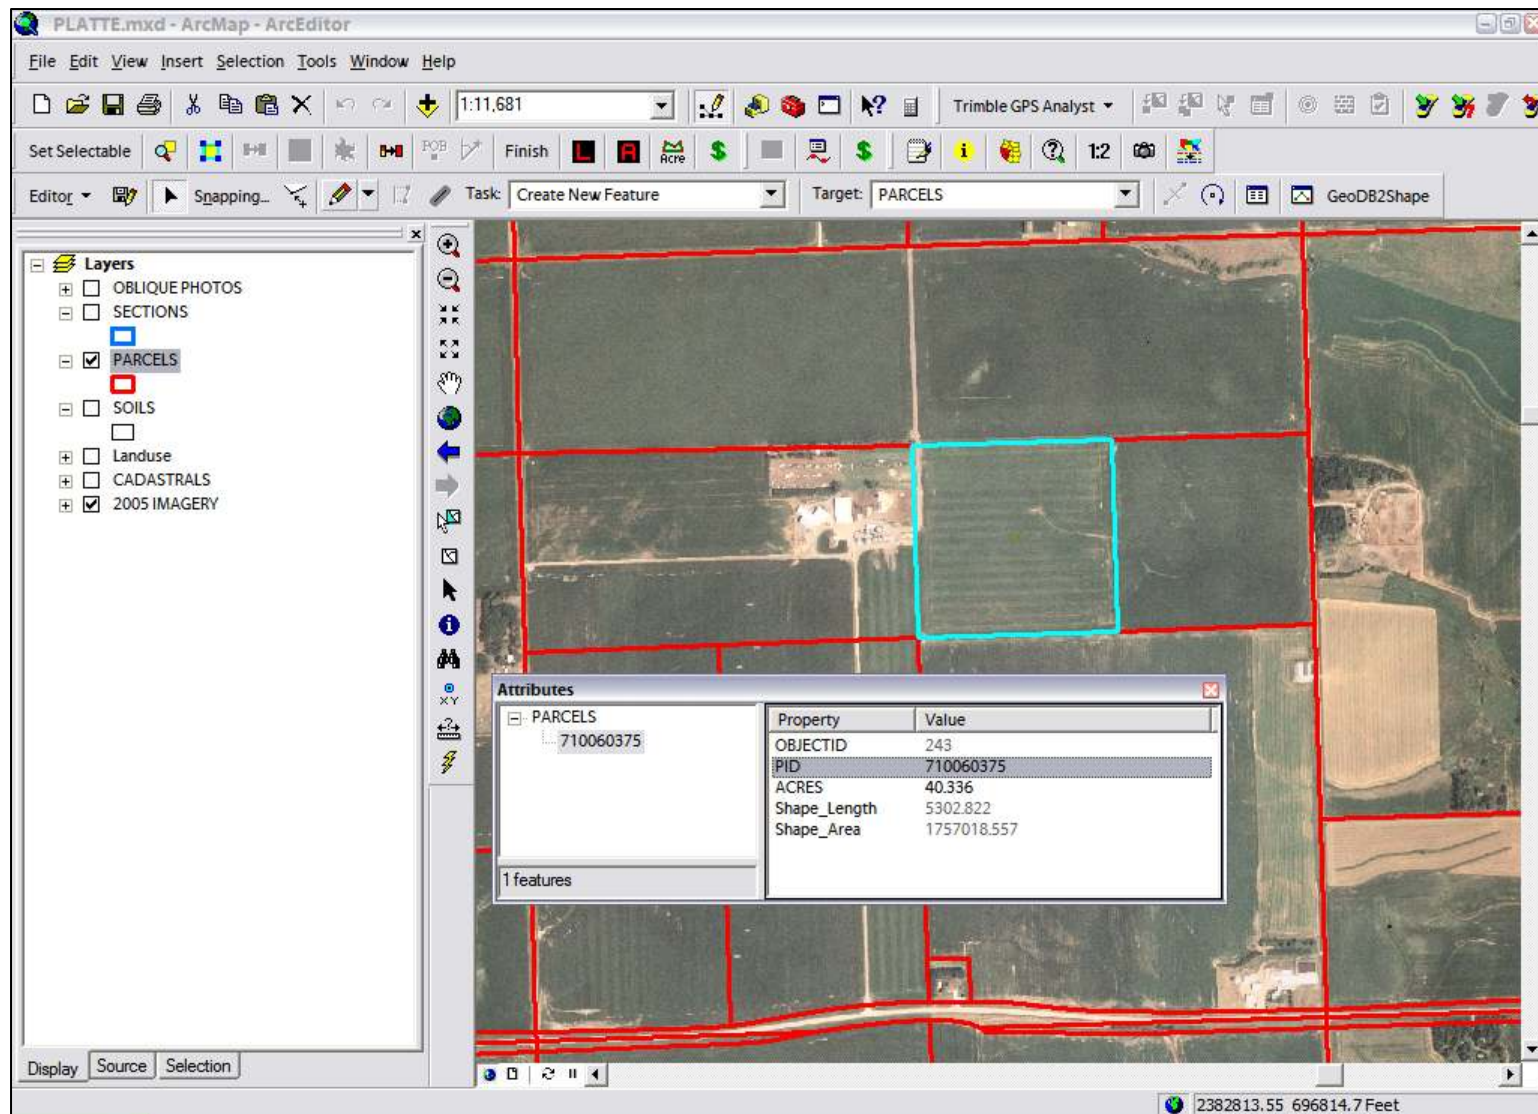 PLATTE.mxd - ArcMap - ArcEditor
File Edit View Insert Selection Tools Window Help
1:11,681 Trimble GPS Analyst
Set Selectable POB Finish L A Acre $ $ i 1:2
Editor Snapping... Task: Create New Feature Target: PARCELS GeoDB2Shape
Layers
OBLIQUE PHOTOS
SECTIONS
PARCELS
SOILS
Landuse
CADASTRALS
2005 IMAGERY
XY
Attributes
PARCELS
710060375
1 features
Property Value
OBJECTID 243
PID 710060375
ACRES 40.336
Shape_Length 5302.822
Shape_Area 1757018.557
Display Source Selection
2382813.55 696814.7 Feet